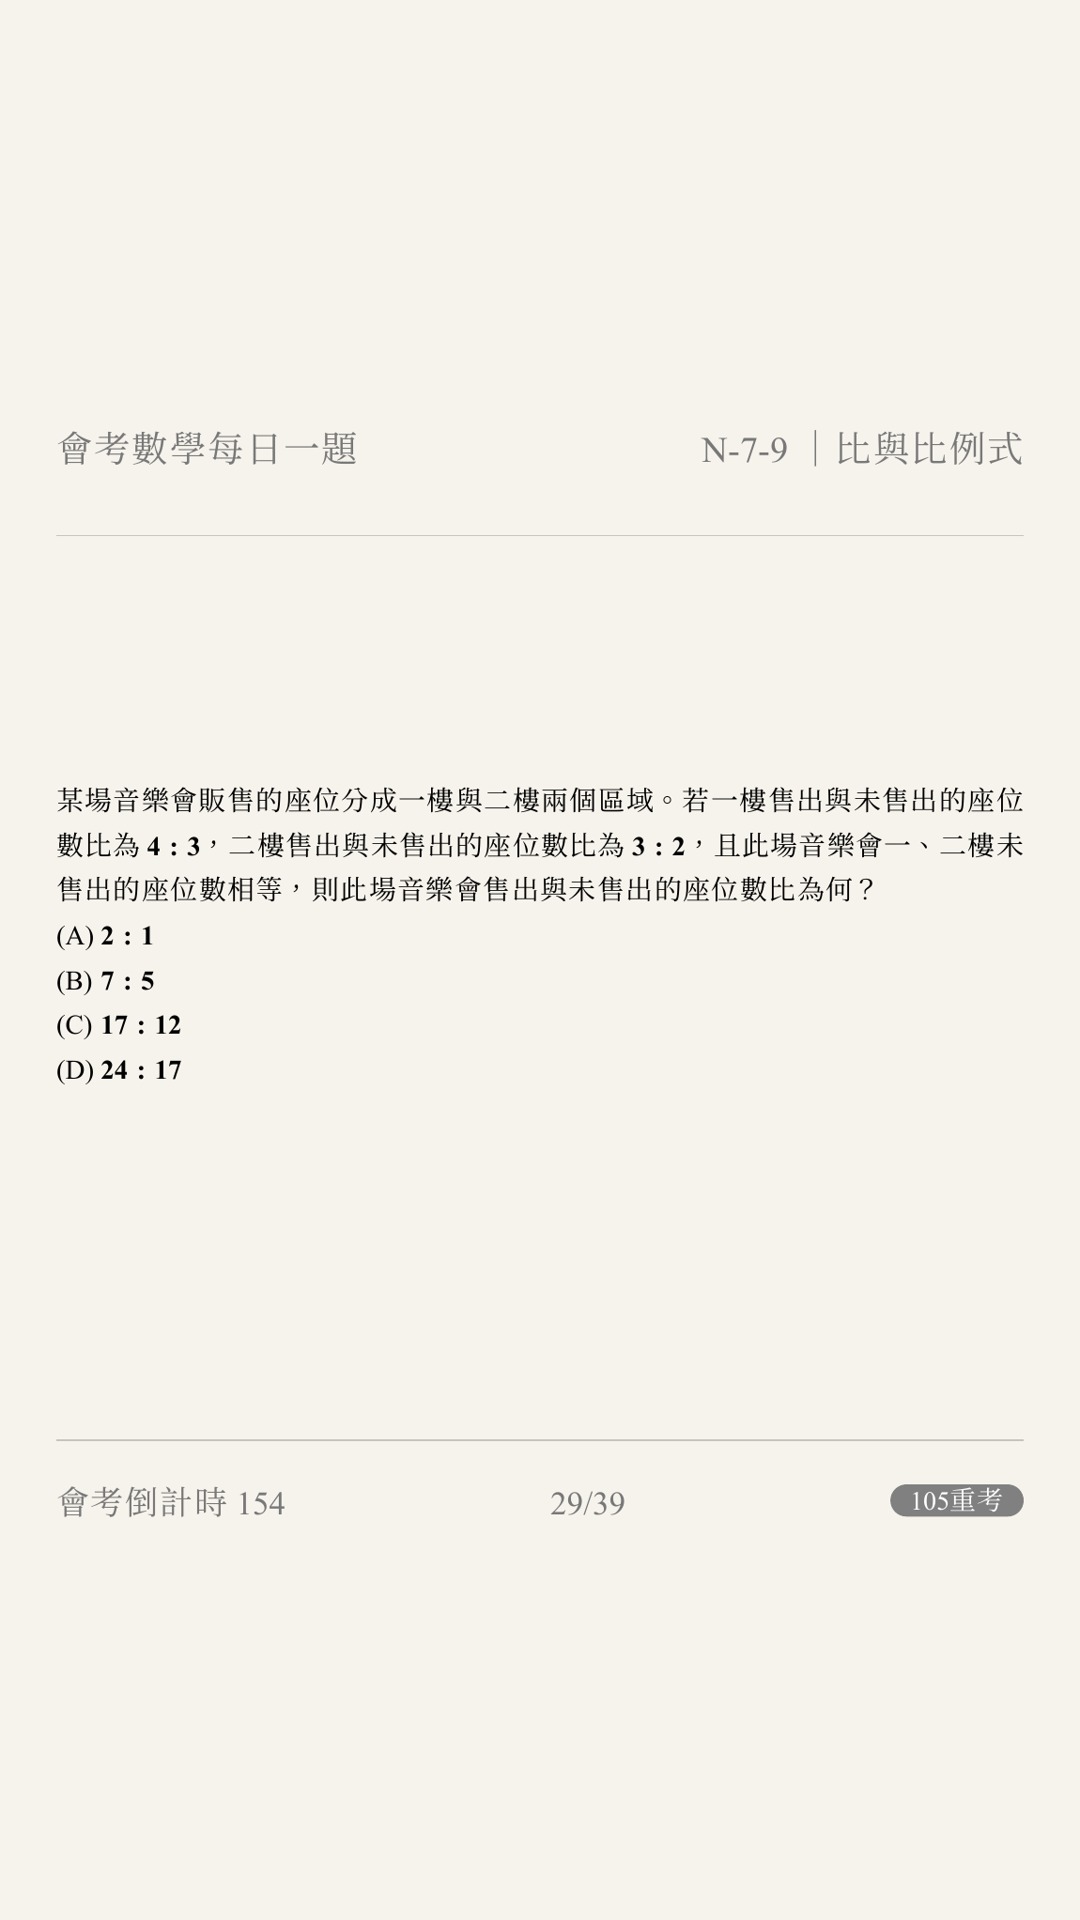 會考數學每日一題
N-7-9｜比與比例式
某場音樂會販售的座位分成一樓與二樓兩個區域。若一樓售出與未售出的座位
數比為 4 : 3，二樓售出與未售出的座位數比為 3 : 2，且此場音樂會一、二樓未
售出的座位數相等，則此場音樂會售出與未售出的座位數比為何？
(A) 2 : 1
(B) 7 : 5
(C) 17 : 12
(D) 24 : 17
會考倒計時 154
29/39
105重考